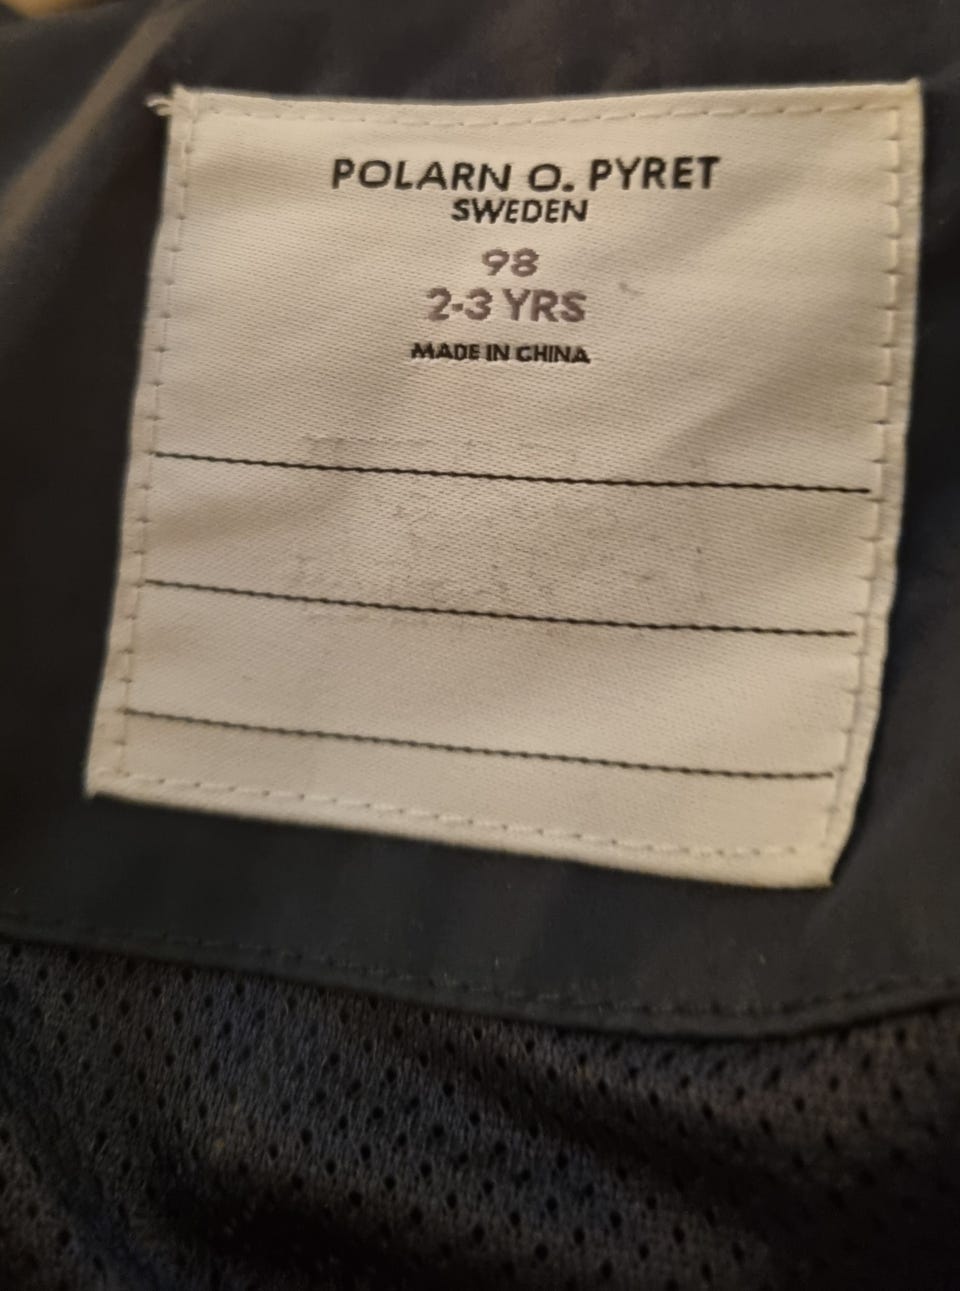 POLARN O. PYRET
SWEDEN
98
2-3 YRS
MADE IN CHINA